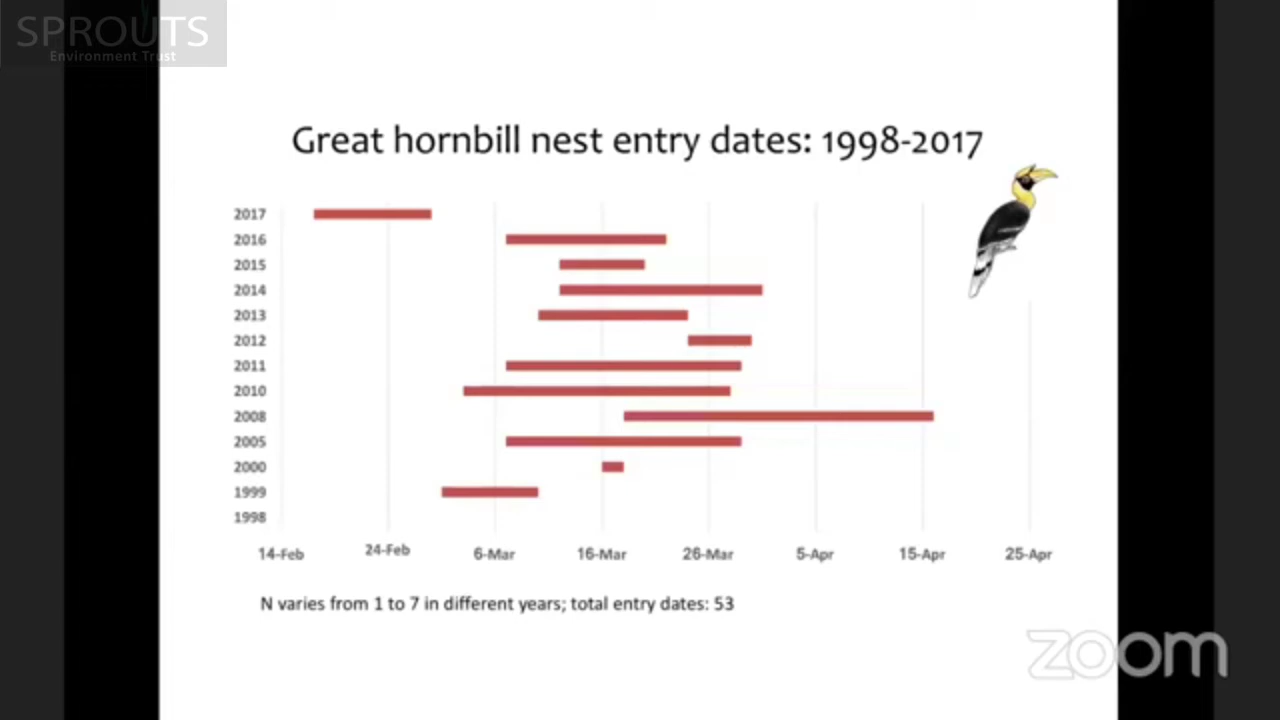 SPROUTS
Environment Trust
Great hornbill nest entry dates: 1998-2017
2017
2016
2015
2014
2013
2012
2011
2010
2008
2005
2000
1999
1998
14-Feb 24-Feb 6-Mar 16-Mar 26-Mar 5-Apr 15-Apr 25-Apr
N varies from 1 to 7 in different years; total entry dates: 53
zoom